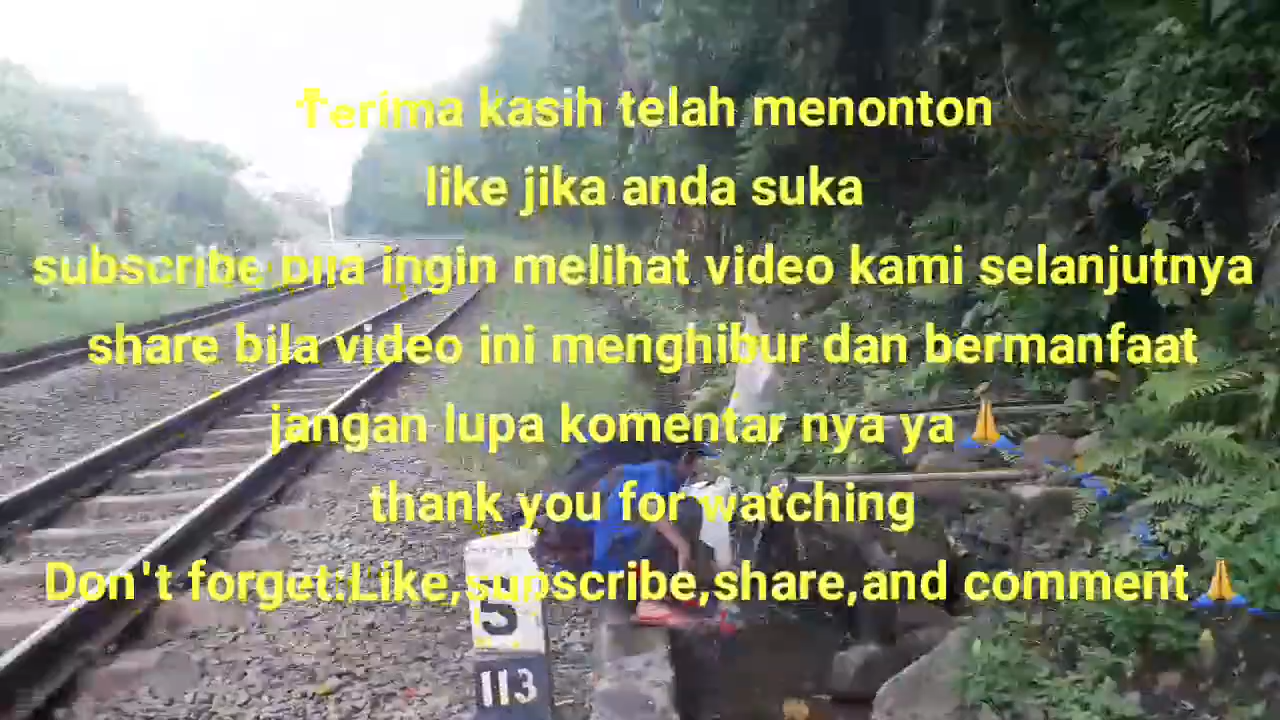 Terima kasih telah menonton
like jika anda suka
subscribe bila ingin melihat video kami selanjutnya
share bila video ini menghibur dan bermanfaat
jangan lupa komentar nya ya🙏
thank you for watching
Don't forget:Like,supscribe,share,and comment🙏
S
113